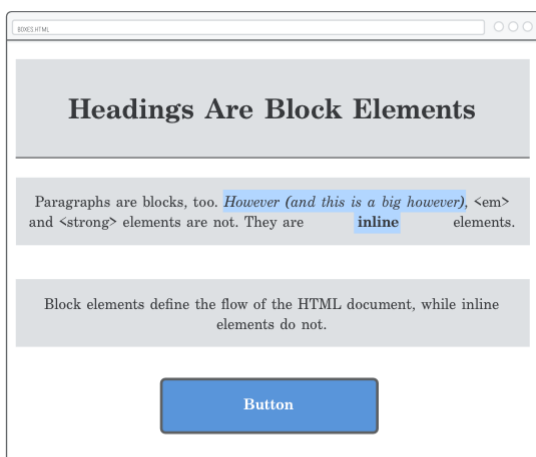 BOXES.HTML
Headings Are Block Elements
Paragraphs are blocks, too. However (and this is a big however), <em>
and <strong> elements are not. They are inline elements.
Block elements define the flow of the HTML document, while inline
elements do not.
Button